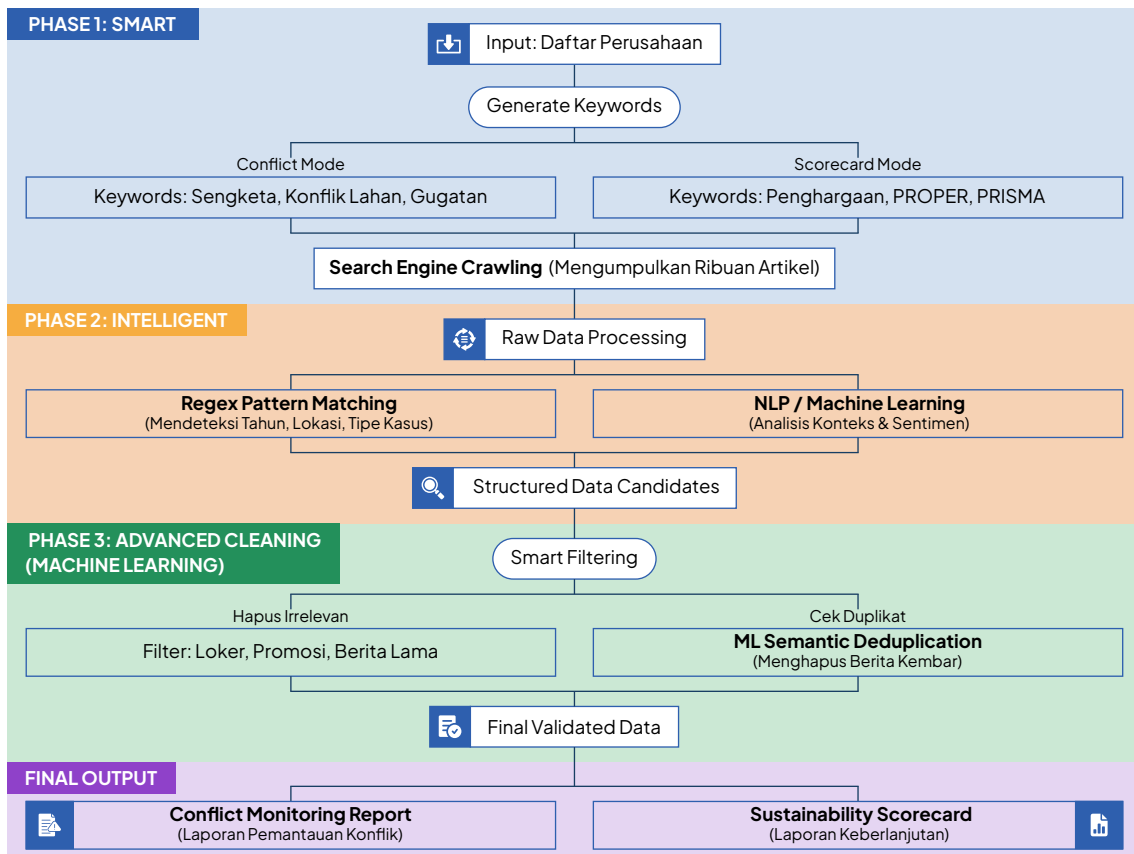 PHASE 1: SMART
Input: Daftar Perusahaan
Generate Keywords
Conflict Mode
Scorecard Mode
Keywords: Sengketa, Konflik Lahan, Gugatan
Keywords: Penghargaan, PROPER, PRISMA
Search Engine Crawling (Mengumpulkan Ribuan Artikel)
PHASE 2: INTELLIGENT
Raw Data Processing
Regex Pattern Matching
(Mendeteksi Tahun, Lokasi, Tipe Kasus)
NLP / Machine Learning
(Analisis Konteks & Sentimen)
Structured Data Candidates
PHASE 3: ADVANCED CLEANING
(MACHINE LEARNING)
Smart Filtering
Hapus Irrelevan
Cek Duplikat
Filter: Loker, Promosi, Berita Lama
ML Semantic Deduplication
(Menghapus Berita Kembar)
Final Validated Data
FINAL OUTPUT
Conflict Monitoring Report
(Laporan Pemantauan Konflik)
Sustainability Scorecard
(Laporan Keberlanjutan)